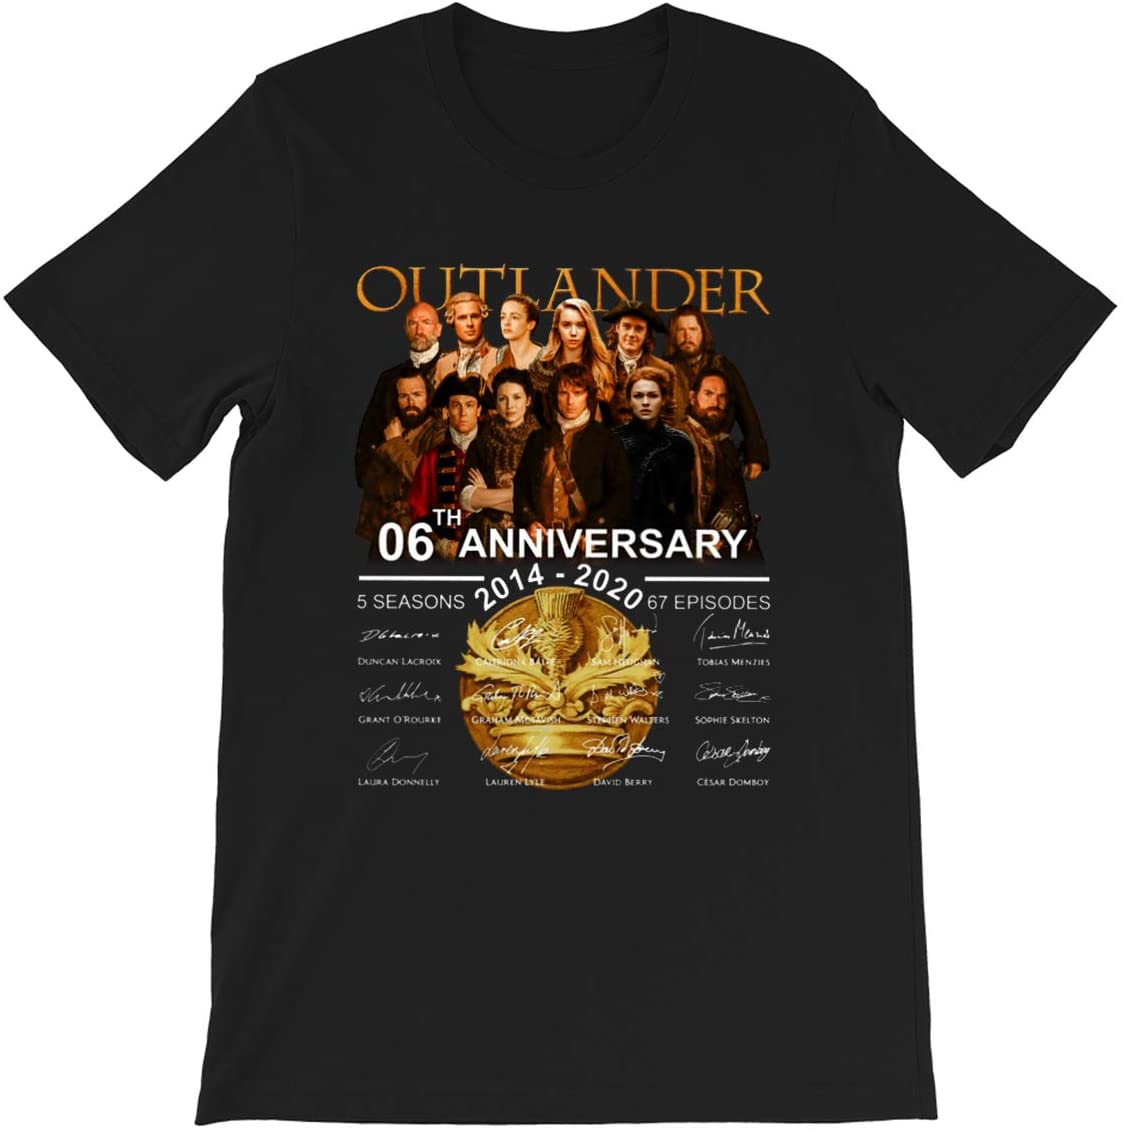 OUTLANDER
06TH ANNIVERSARY
2014 - 2020
5 SEASONS 67 EPISODES
DUNCAN LACROIX CAITRIONA BALFE SAM HEUGHAN TOBIAS MENZIES
GRANT O'ROURKE GRAHAM MCTAVISH STEPHEN WALTERS SOPHIE SKELTON
LAURA DONNELLY LAUREN LYLE DAVID BERRY CÉSAR DOMBOY